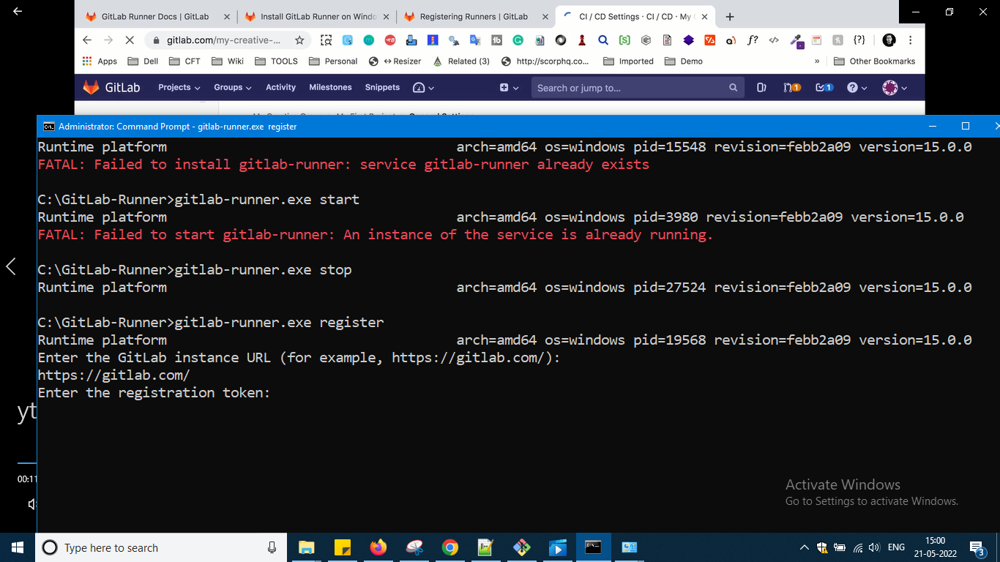 GitLab Runner Docs | GitLab
Install GitLab Runner on Windo
Registering Runners | GitLab
CI / CD Settings · CI / CD · My
gitlab.com/my-creative-...
Apps
Dell
CFT
Wiki
TOOLS
Personal
Resizer
Related (3)
http://scorphq.co...
Imported
Demo
»
Other Bookmarks
GitLab
Projects
Groups
Activity
Milestones
Snippets
Search or jump to...
1
1
Administrator: Command Prompt - gitlab-runner.exe register
Runtime platform arch=amd64 os=windows pid=15548 revision=febb2a09 version=15.0.0
FATAL: Failed to install gitlab-runner: service gitlab-runner already exists
C:\GitLab-Runner>gitlab-runner.exe start
Runtime platform arch=amd64 os=windows pid=3980 revision=febb2a09 version=15.0.0
FATAL: Failed to start gitlab-runner: An instance of the service is already running.
C:\GitLab-Runner>gitlab-runner.exe stop
Runtime platform arch=amd64 os=windows pid=27524 revision=febb2a09 version=15.0.0
C:\GitLab-Runner>gitlab-runner.exe register
Runtime platform arch=amd64 os=windows pid=19568 revision=febb2a09 version=15.0.0
Enter the GitLab instance URL (for example, https://gitlab.com/):
https://gitlab.com/
Enter the registration token:
yt
00:11
Activate Windows
Go to Settings to activate Windows.
Type here to search
ENG
15:00
21-05-2022
3